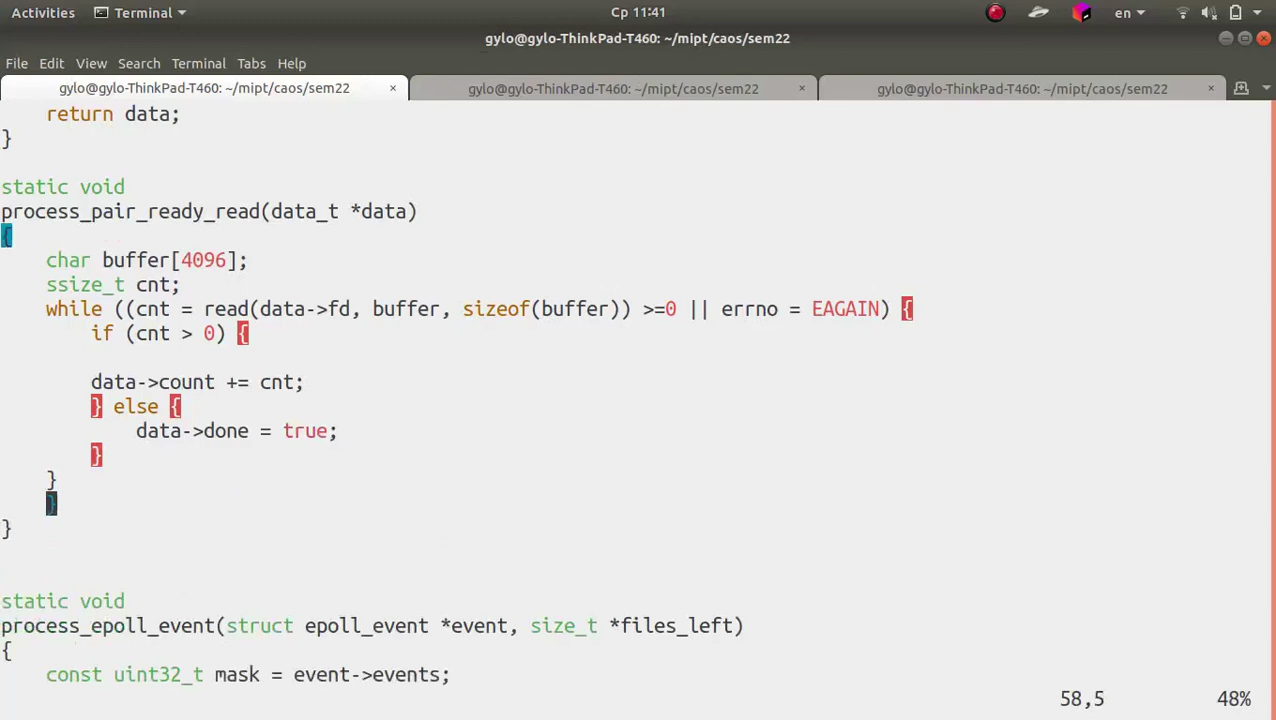 Activities Terminal Ср 11:41 en
gylo@gylo-ThinkPad-T460: ~/mipt/caos/sem22
File Edit View Search Terminal Tabs Help
gylo@gylo-ThinkPad-T460: ~/mipt/caos/sem22 × gylo@gylo-ThinkPad-T460: ~/mipt/caos/sem22 × gylo@gylo-ThinkPad-T460: ~/mipt/caos/sem22 ×
    return data;
}
static void
process_pair_ready_read(data_t *data)
{
    char buffer[4096];
    ssize_t cnt;
    while ((cnt = read(data->fd, buffer, sizeof(buffer)) >=0 || errno = EAGAIN) {
        if (cnt > 0) {
        data->count += cnt;
        } else {
            data->done = true;
        }
    }
    }
}
static void
process_epoll_event(struct epoll_event *event, size_t *files_left)
{
    const uint32_t mask = event->events;
58,5 48%